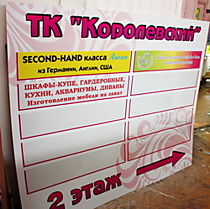 ТК "Королевский"
SECOND-HAND класса Люкс
из Германии, Англии, США
ШКАФЫ-КУПЕ, ГАРДЕРОБНЫЕ,
КУХНИ, АКВАРИУМЫ, ДИВАНЫ
Изготовление мебели на заказ
2 этаж